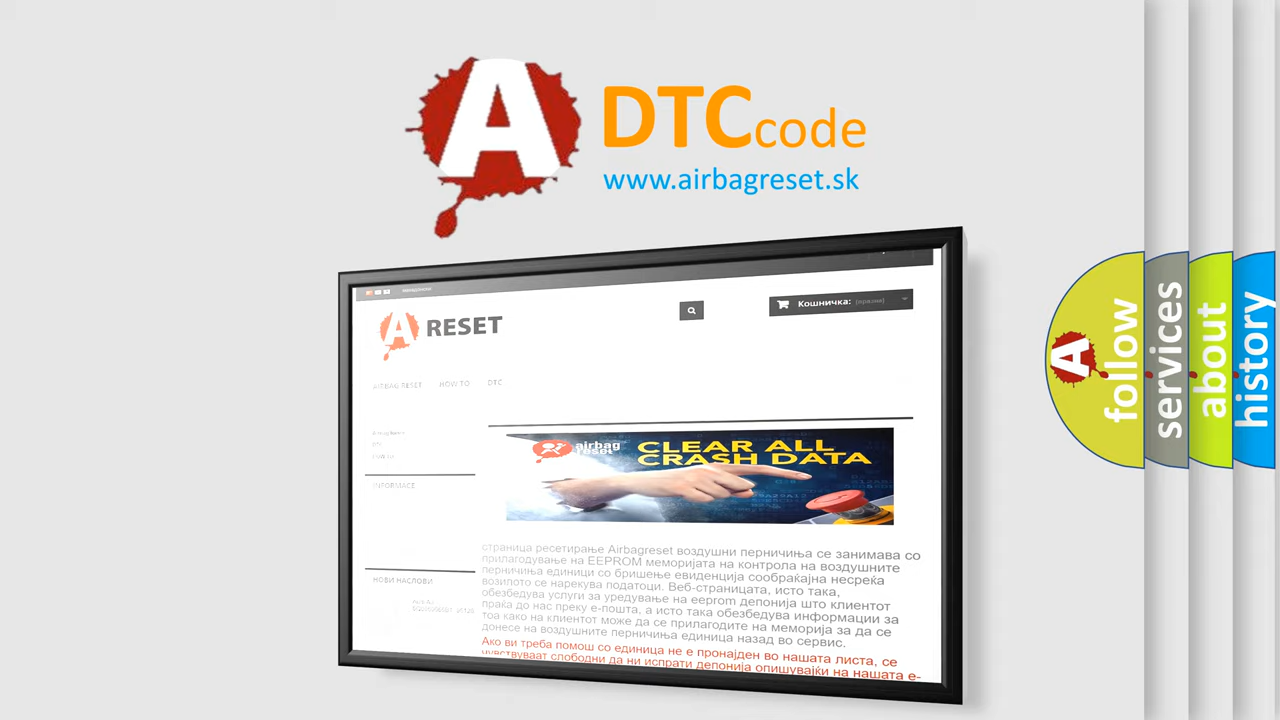 A
DTCcode
www.airbagreset.sk
Кошничка: (празни)
A RESET
AIRBAG RESET HOW TO DTC
INFORMACE
airbag
reset
CLEAR ALL
CRASH DATA
страница ресетирање Airbagreset воздушни перничиња се занимава со
прилагодување на EEPROM меморијата на контрола на воздушните
перничиња единици со бришење евиденција сообраќајна несреќа
возилото се нарекува податоци. Веб-страницата, исто така,
обезбедува услуги за уредување на eeprom депонија што клиентот
праќа до нас преку е-пошта, а исто така обезбедува информации за
тоа како на клиентот може да се прилагодите на меморија за да се
донесе на воздушните перничиња единица назад во сервис.
Ако ви треба помош со единица не е пронајден во нашата листа, се
чувствуваат слободни да ни испрати депонија опишувајќи на нашата е-
НОВИ НАСЛОВИ
A
follow
services
about
history